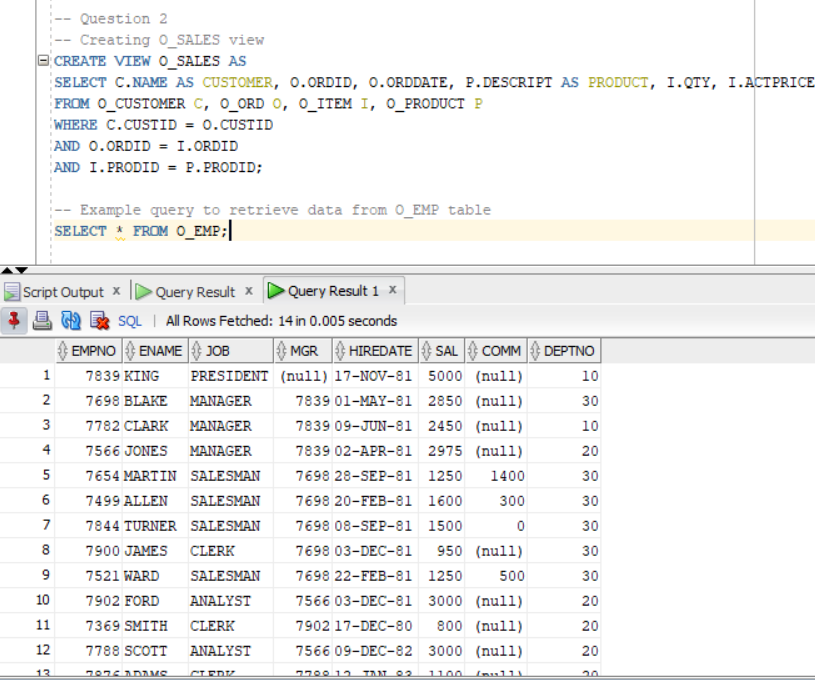 -- Question 2
-- Creating O_SALES view
CREATE VIEW O_SALES AS
SELECT C.NAME AS CUSTOMER, O.ORDID, O.ORDDATE, P.DESCRIPT AS PRODUCT, I.QTY, I.ACTPRICE
FROM O_CUSTOMER C, O_ORD O, O_ITEM I, O_PRODUCT P
WHERE C.CUSTID = O.CUSTID
AND O.ORDID = I.ORDID
AND I.PRODID = P.PRODID;
-- Example query to retrieve data from O_EMP table
SELECT * FROM O_EMP;
Script Output x Query Result x Query Result 1 x
SQL | All Rows Fetched: 14 in 0.005 seconds
EMPNO ENAME JOB MGR HIREDATE SAL COMM DEPTNO
1 7839 KING PRESIDENT (null) 17-NOV-81 5000 (null) 10
2 7698 BLAKE MANAGER 7839 01-MAY-81 2850 (null) 30
3 7782 CLARK MANAGER 7839 09-JUN-81 2450 (null) 10
4 7566 JONES MANAGER 7839 02-APR-81 2975 (null) 20
5 7654 MARTIN SALESMAN 7698 28-SEP-81 1250 1400 30
6 7499 ALLEN SALESMAN 7698 20-FEB-81 1600 300 30
7 7844 TURNER SALESMAN 7698 08-SEP-81 1500 0 30
8 7900 JAMES CLERK 7698 03-DEC-81 950 (null) 30
9 7521 WARD SALESMAN 7698 22-FEB-81 1250 500 30
10 7902 FORD ANALYST 7566 03-DEC-81 3000 (null) 20
11 7369 SMITH CLERK 7902 17-DEC-80 800 (null) 20
12 7788 SCOTT ANALYST 7566 09-DEC-82 3000 (null) 20
13 7876 ADAMS CLERK 7788 12-JAN-83 1100 (null) 20